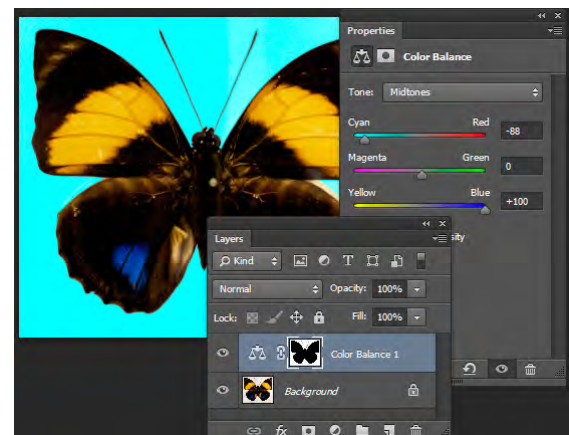 Properties
Color Balance
Tone: Midtones
Cyan Red -88
Magenta Green 0
Yellow Blue +100
sity
Layers
Kind
T
Normal Opacity: 100%
Lock: Fill: 100%
Color Balance 1
Background
fx